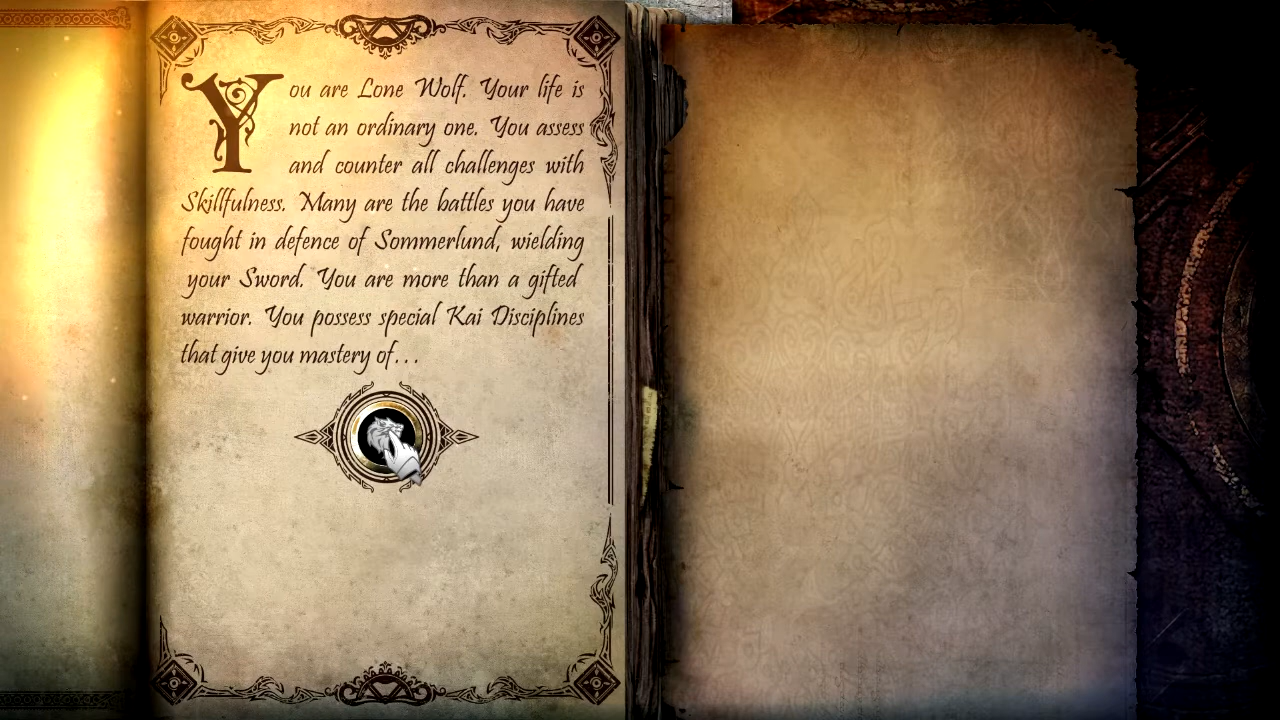 You are Lone Wolf. Your life is
not an ordinary one. You assess
and counter all challenges with
Skillfulness. Many are the battles you have
fought in defence of Sommerlund, wielding
your Sword. You are more than a gifted
warrior. You possess special Kai Disciplines
that give you mastery of...